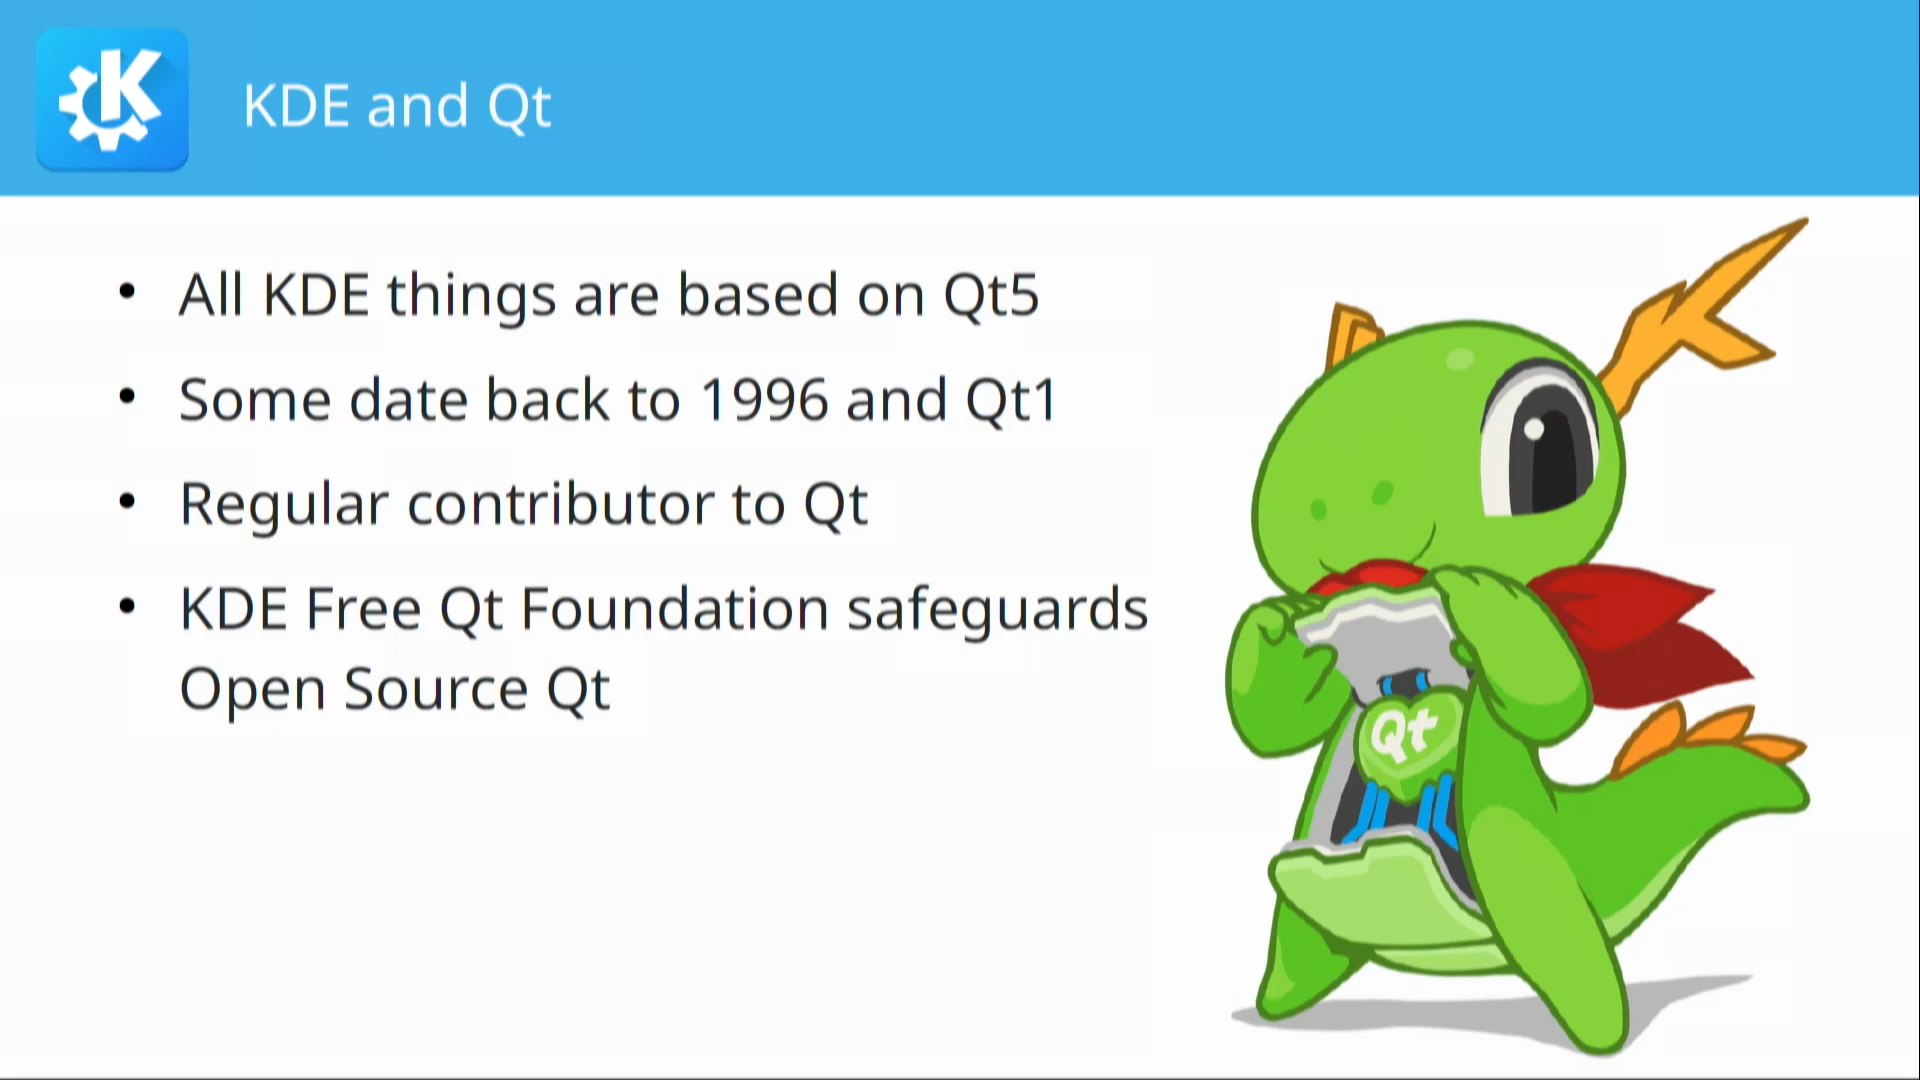 KDE and Qt
• All KDE things are based on Qt5
• Some date back to 1996 and Qt1
• Regular contributor to Qt
• KDE Free Qt Foundation safeguards
Open Source Qt
Qt